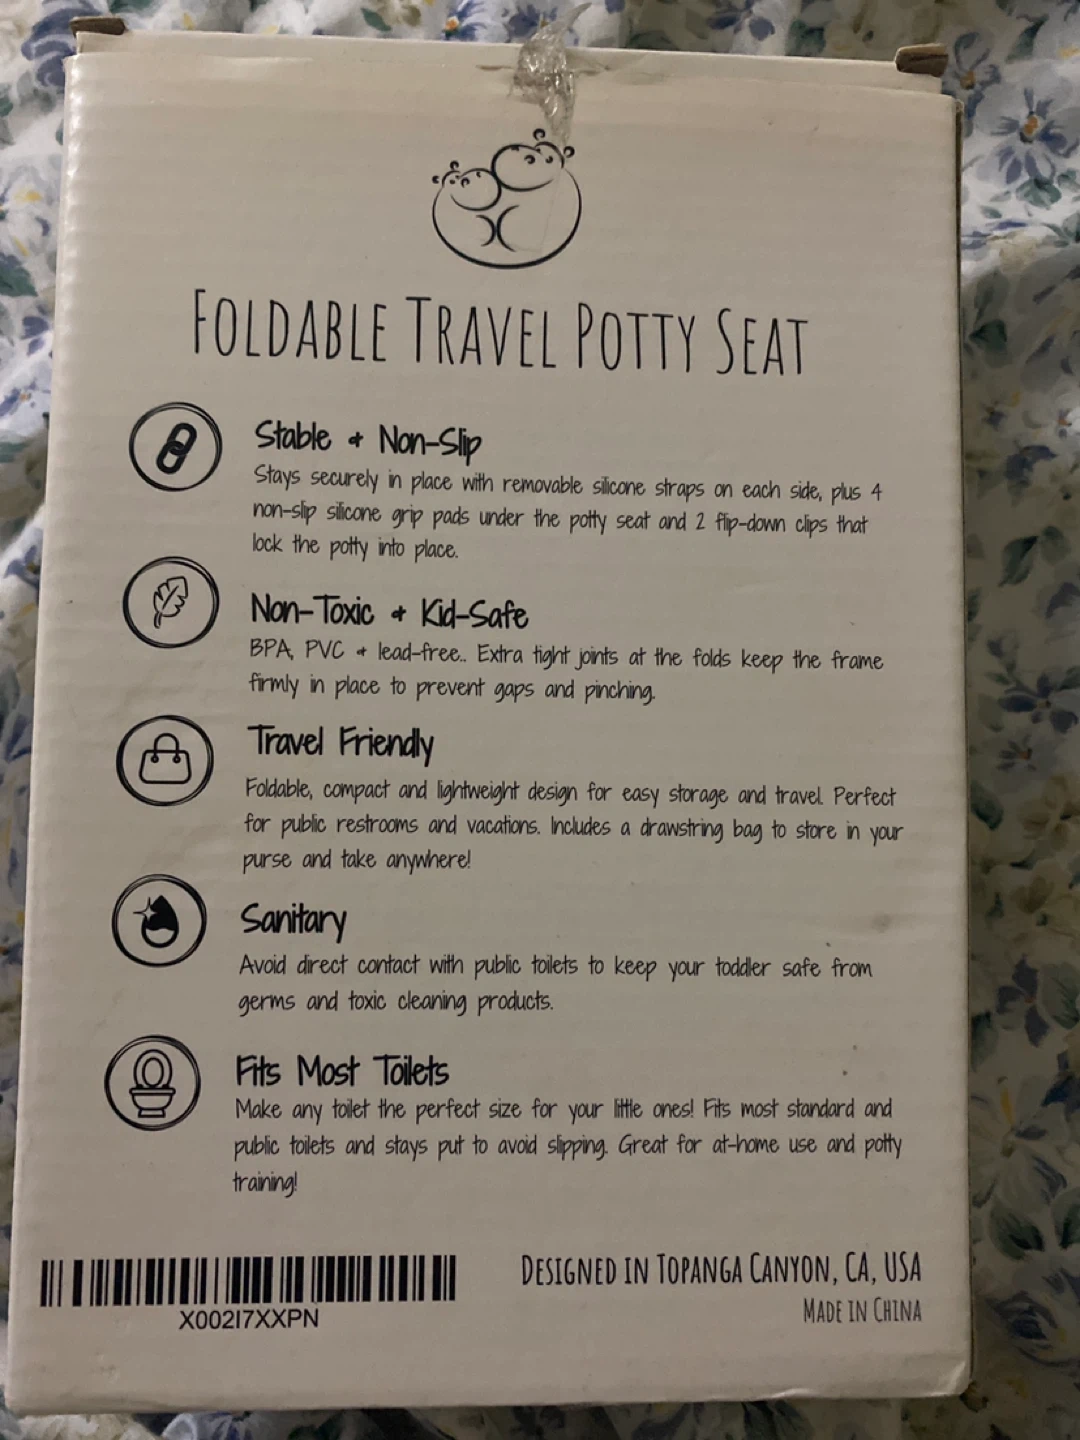 Foldable Travel Potty Seat
Stable + Non-Slip
Stays securely in place with removable silicone straps on each side, plus 4
non-slip silicone grip pads under the potty seat and 2 flip-down clips that
lock the potty into place.
Non-Toxic + Kid-Safe
BPA, PVC + lead-free.. Extra tight joints at the folds keep the frame
firmly in place to prevent gaps and pinching.
Travel Friendly
Foldable, compact and lightweight design for easy storage and travel. Perfect
for public restrooms and vacations. Includes a drawstring bag to store in your
purse and take anywhere!
Sanitary
Avoid direct contact with public toilets to keep your toddler safe from
germs and toxic cleaning products.
Fits Most Toilets
Make any toilet the perfect size for your little ones! Fits most standard and
public toilets and stays put to avoid slipping. Great for at-home use and potty
training!
Designed in Topanga Canyon, CA, USA
Made in China
X002I7XXPN